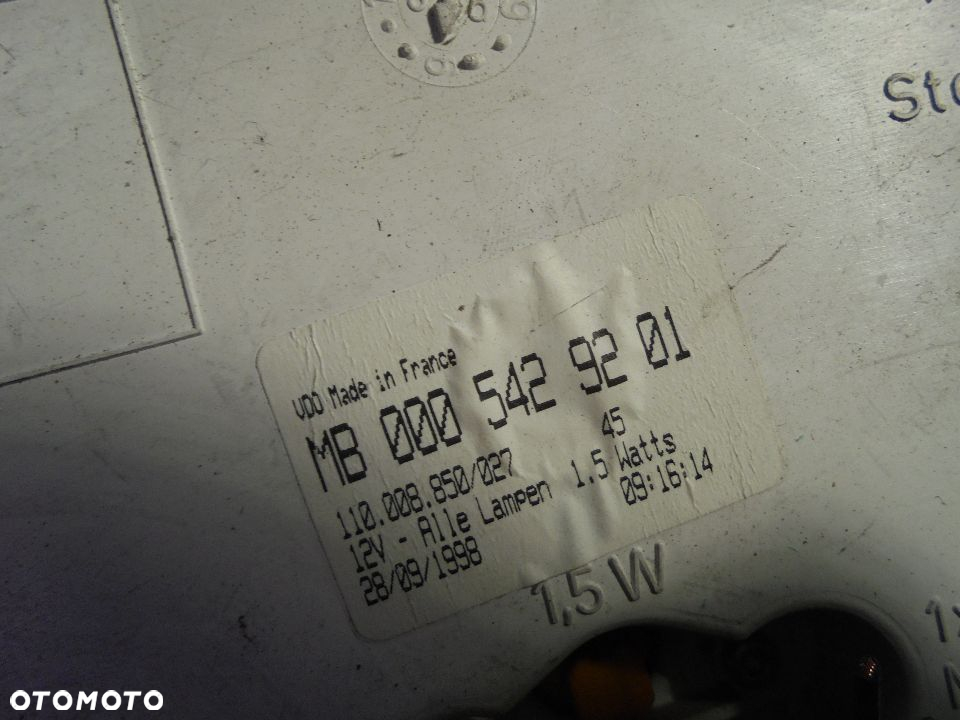 Sto
VDO Made in France
MB 000 542 92 01
110.008.850/027 45
12V - Alle Lampen 1.5 Watts
28/09/1998 09:16:14
1,5 W
OTOMOTO